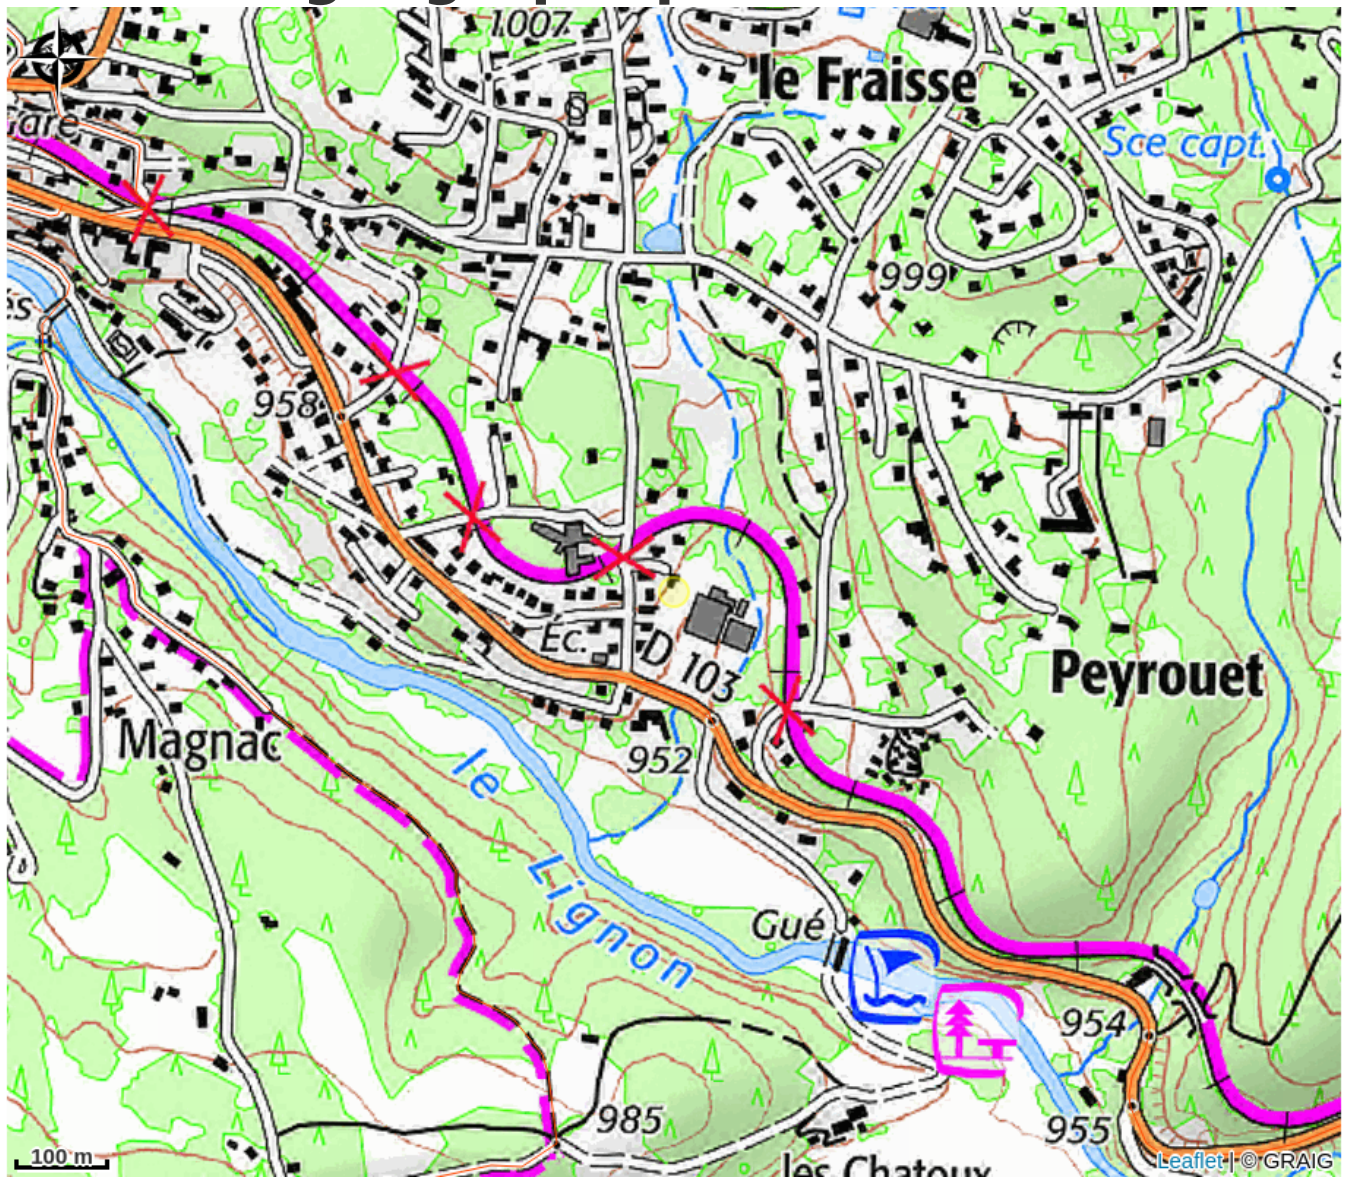 1007
le Fraisse
Sce capt.
999
958
Éc.
D 103
Peyrouet
Magnac
952
le
Lignon
Gué
954
985
955
les Chatoux
100 m
Leaflet | © GRAIG